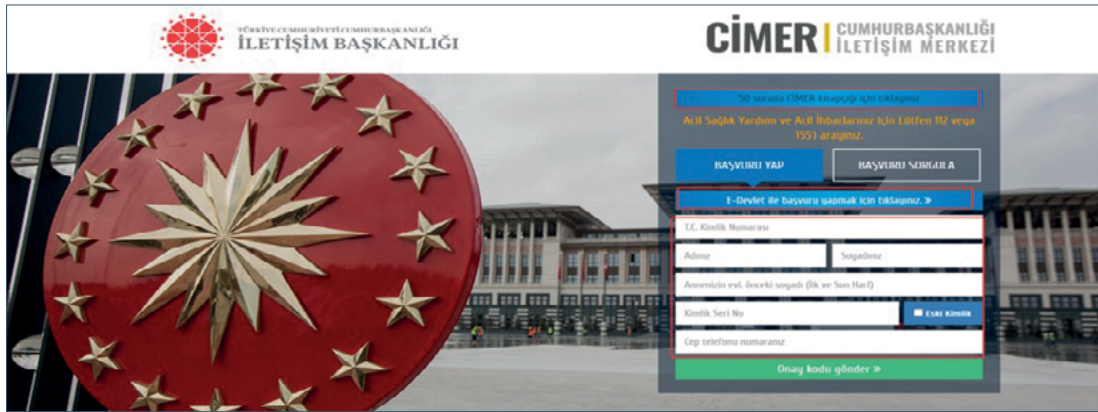 TÜRKİYE CUMHURİYETİ CUMHURBAŞKANLIĞI
İLETİŞİM BAŞKANLIĞI
CİMER
CUMHURBAŞKANLIĞI
İLETİŞİM MERKEZİ
50 soruda CİMER kitapçığı için tıklayınız
Acil Sağlık Yardımı ve Acil İhbarlarınız için Lütfen 112 veya
155'i arayınız.
BAŞVURU YAP
BAŞVURU SORGULA
E-Devlet ile başvuru yapmak için tıklayınız. »
T.C. Kimlik Numarası
Adınız
Soyadınız
Annenizin evl. önceki soyadı (İlk ve Son Harf)
Kimlik Seri No
Eski Kimlik
Cep telefonu numaranız
Onay kodu gönder »